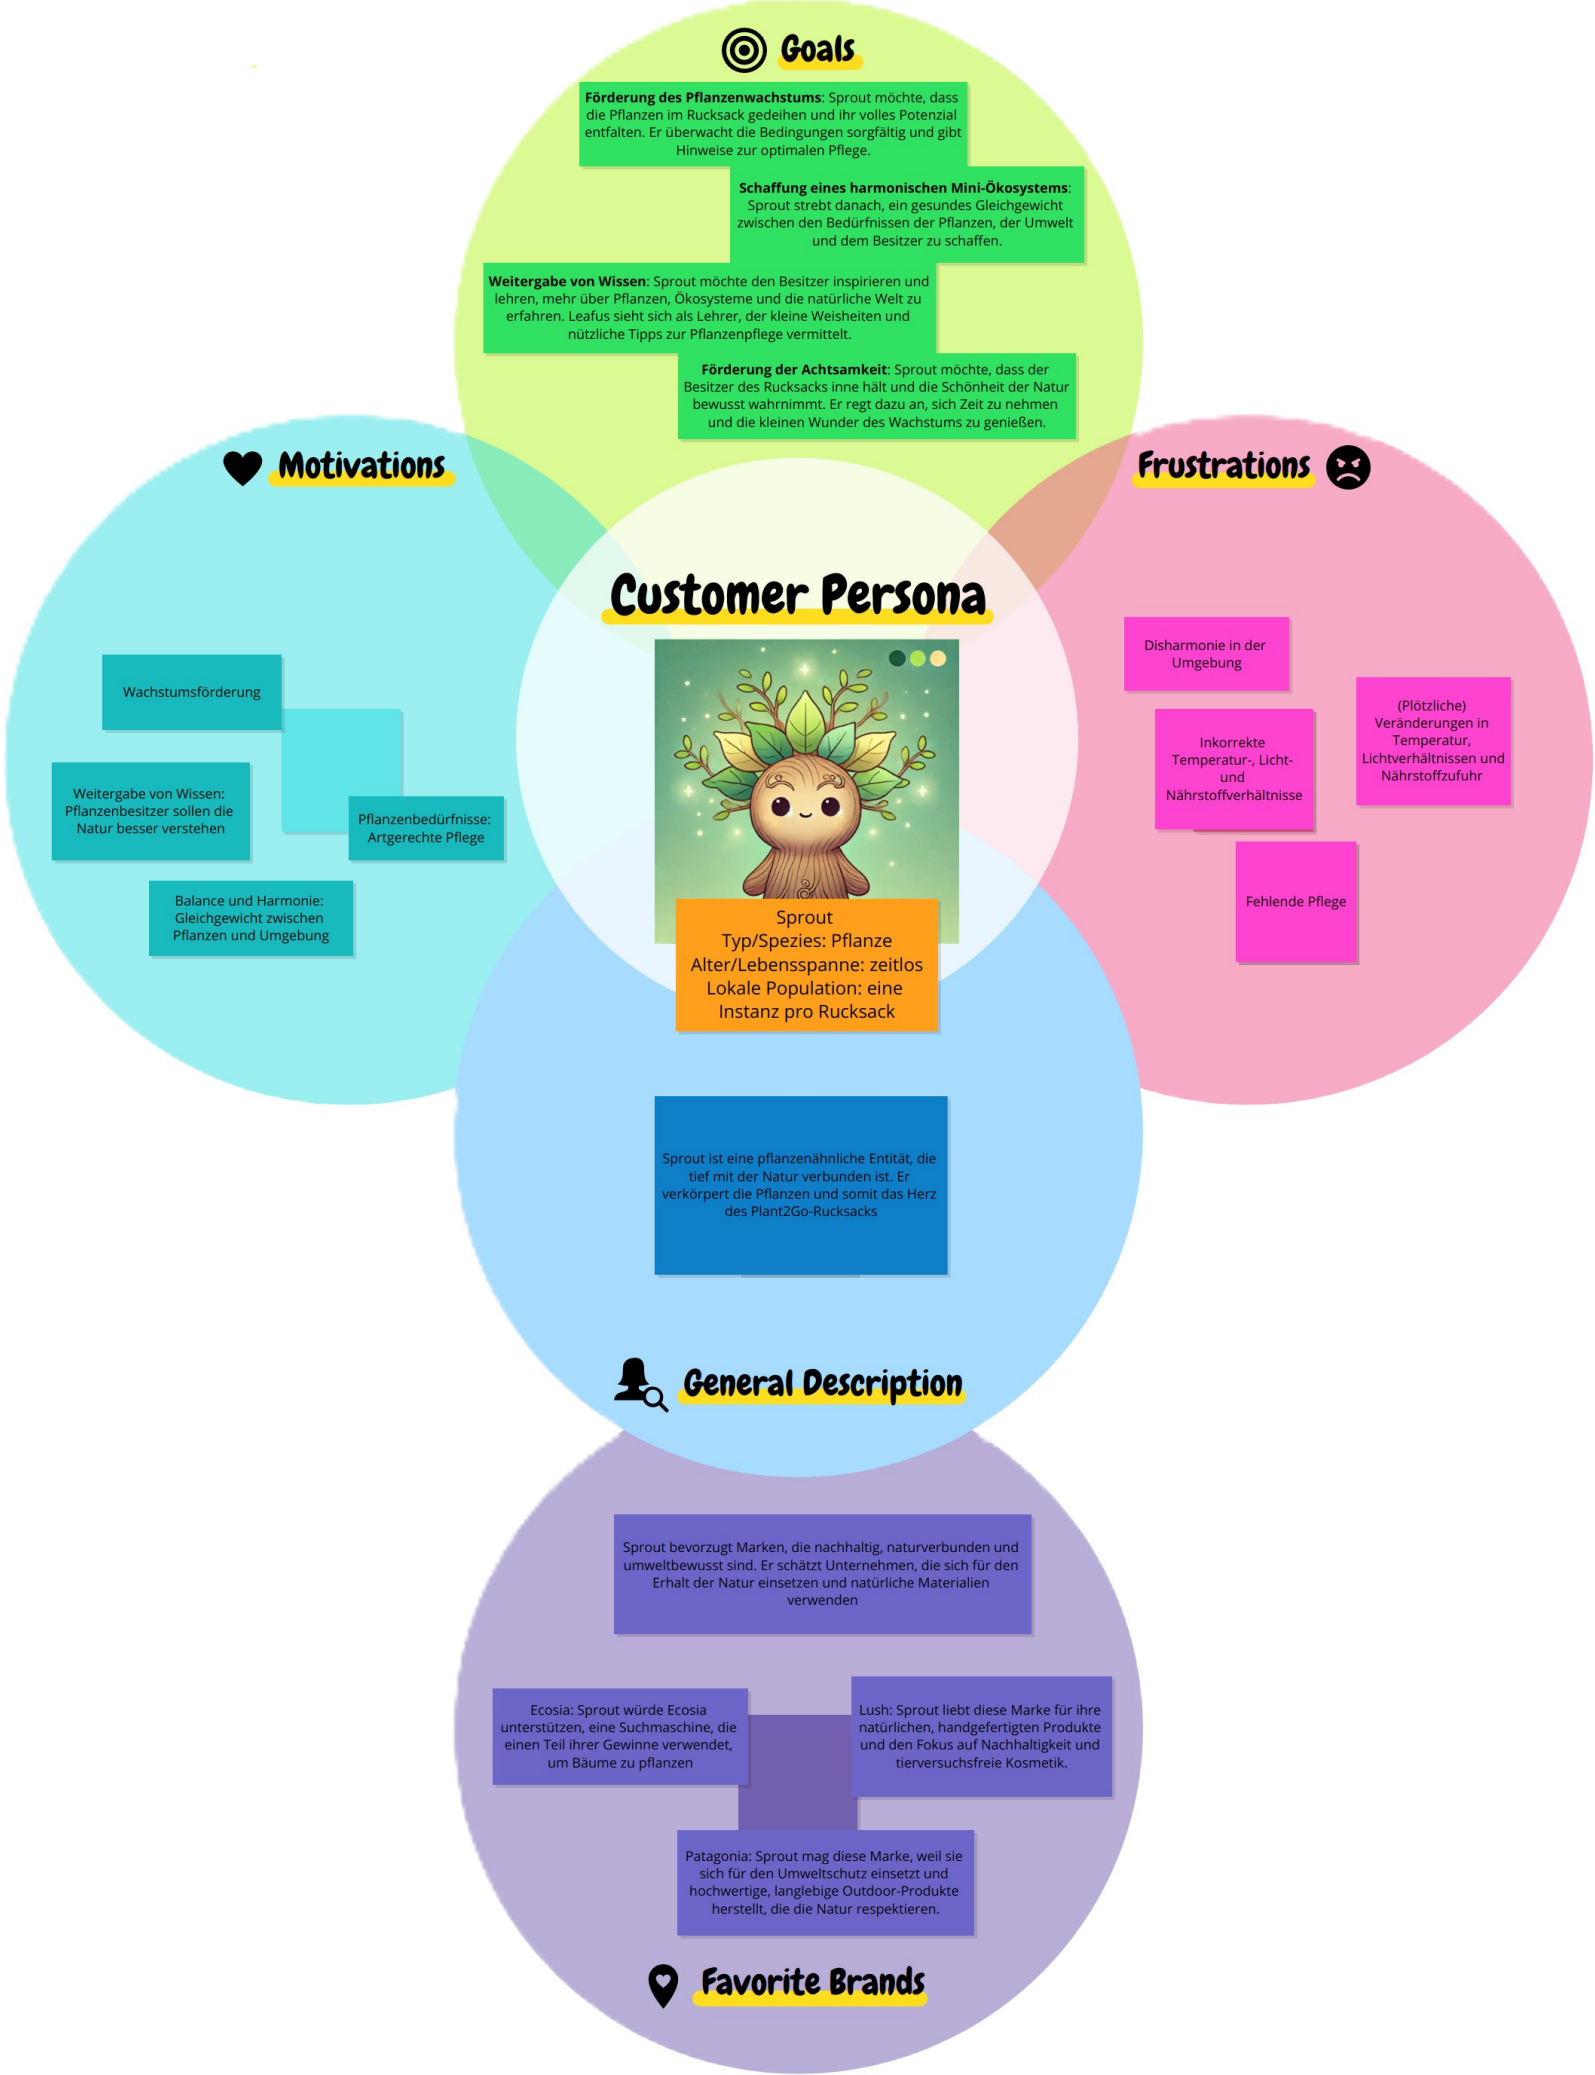 Goals
Förderung des Pflanzenwachstums: Sprout möchte, dass
die Pflanzen im Rucksack gedeihen und ihr volles Potenzial
entfalten. Er überwacht die Bedingungen sorgfältig und gibt
Hinweise zur optimalen Pflege.
Schaffung eines harmonischen Mini-Ökosystems:
Sprout strebt danach, ein gesundes Gleichgewicht
zwischen den Bedürfnissen der Pflanzen, der Umwelt
und dem Besitzer zu schaffen.
Weitergabe von Wissen: Sprout möchte den Besitzer inspirieren und
lehren, mehr über Pflanzen, Ökosysteme und die natürliche Welt zu
erfahren. Leafus sieht sich als Lehrer, der kleine Weisheiten und
nützliche Tipps zur Pflanzenpflege vermittelt.
Förderung der Achtsamkeit: Sprout möchte, dass der
Besitzer des Rucksacks inne hält und die Schönheit der Natur
bewusst wahrnimmt. Er regt dazu an, sich Zeit zu nehmen
und die kleinen Wunder des Wachstums zu genießen.
Motivations
Wachstumsförderung
Weitergabe von Wissen:
Pflanzenbesitzer sollen die
Natur besser verstehen
Pflanzenbedürfnisse:
Artgerechte Pflege
Balance und Harmonie:
Gleichgewicht zwischen
Pflanzen und Umgebung
Customer Persona
Sprout
Typ/Spezies: Pflanze
Alter/Lebensspanne: zeitlos
Lokale Population: eine
Instanz pro Rucksack
Frustrations
Disharmonie in der
Umgebung
(Plötzliche)
Veränderungen in
Temperatur,
Lichtverhältnissen und
Nährstoffzufuhr
Inkorrekte
Temperatur-, Licht-
und
Nährstoffverhältnisse
Fehlende Pflege
Sprout ist eine pflanzenähnliche Entität, die
tief mit der Natur verbunden ist. Er
verkörpert die Pflanzen und somit das Herz
des Plant2Go-Rucksacks
General Description
Sprout bevorzugt Marken, die nachhaltig, naturverbunden und
umweltbewusst sind. Er schätzt Unternehmen, die sich für den
Erhalt der Natur einsetzen und natürliche Materialien
verwenden
Ecosia: Sprout würde Ecosia
unterstützen, eine Suchmaschine, die
einen Teil ihrer Gewinne verwendet,
um Bäume zu pflanzen
Lush: Sprout liebt diese Marke für ihre
natürlichen, handgefertigten Produkte
und den Fokus auf Nachhaltigkeit und
tierversuchsfreie Kosmetik.
Patagonia: Sprout mag diese Marke, weil sie
sich für den Umweltschutz einsetzt und
hochwertige, langlebige Outdoor-Produkte
herstellt, die die Natur respektieren.
Favorite Brands